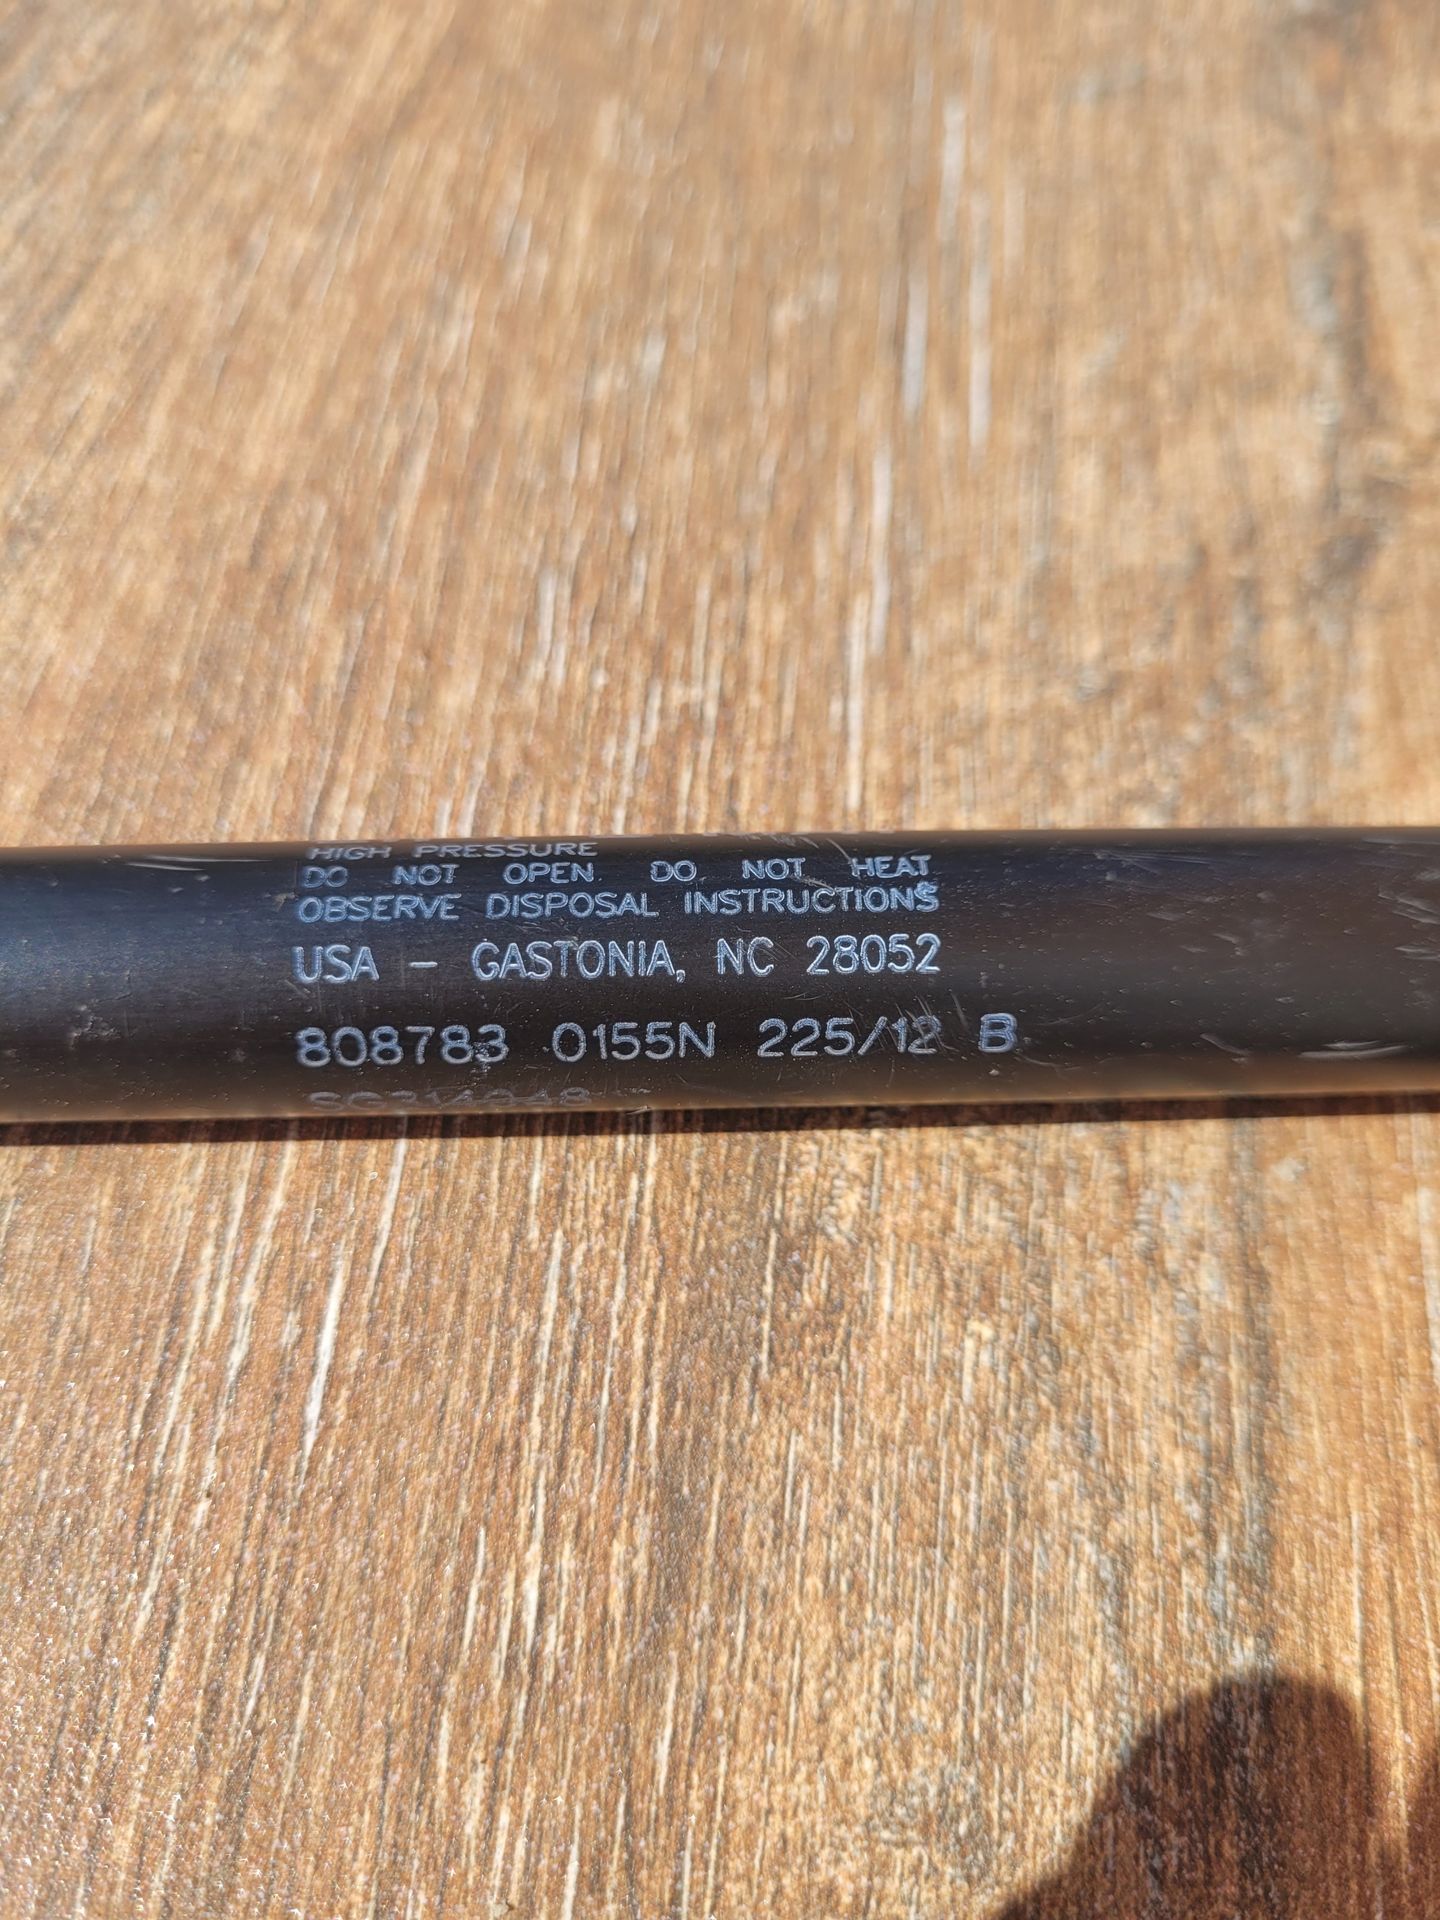 HIGH PRESSURE
DO NOT OPEN. DO NOT HEAT
OBSERVE DISPOSAL INSTRUCTIONS
USA - GASTONIA, NC 28052
808783 0155N 225/12 B